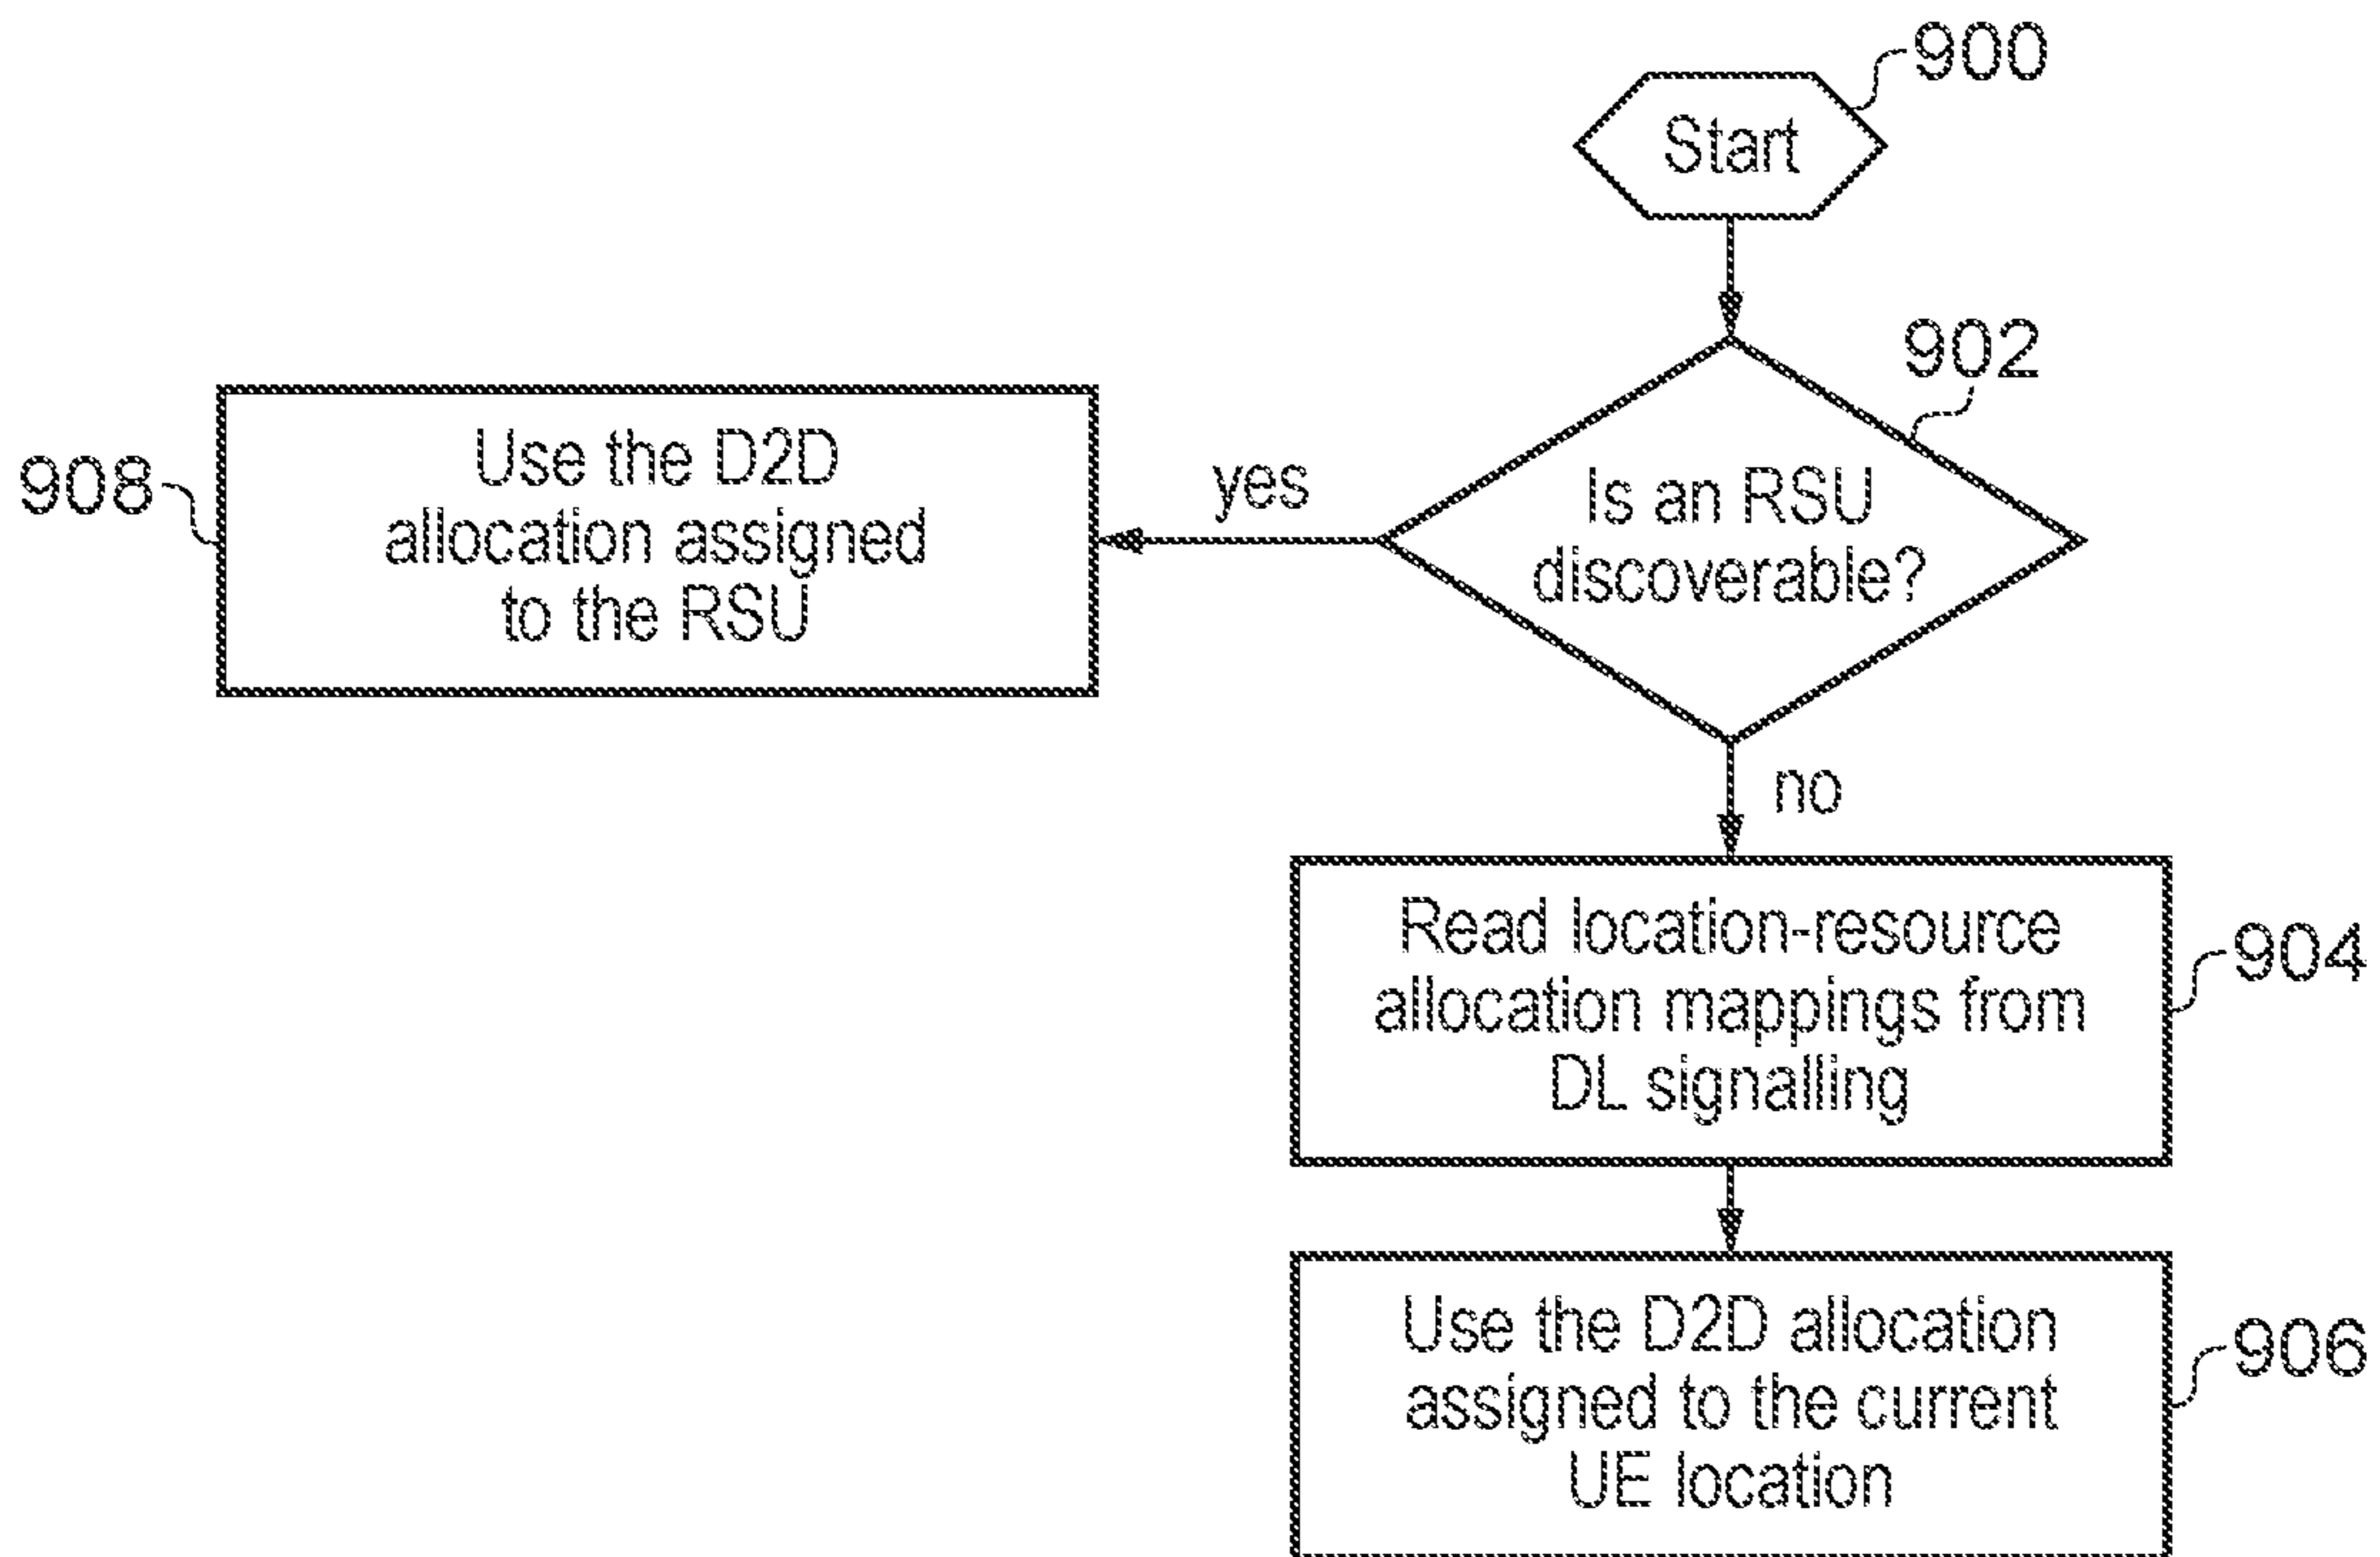 900
Start
902
Is an RSU
discoverable?
yes
908
Use the D2D
allocation assigned
to the RSU
no
Read location-resource
allocation mappings from
DL signalling
904
Use the D2D allocation
assigned to the current
UE location
906